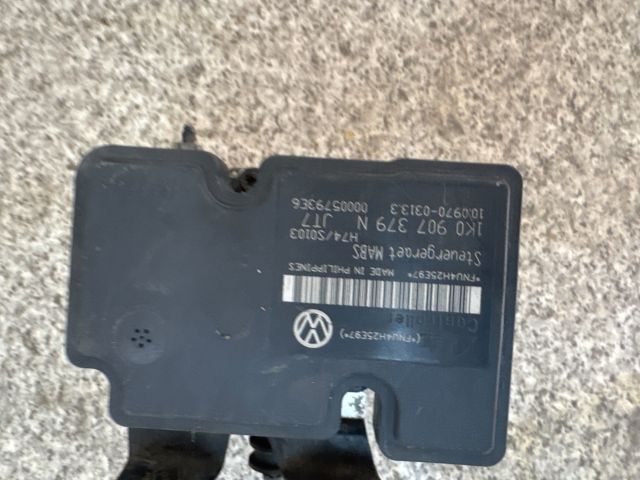 (*FNU4H25E97*)
*FNU4H25E97* MADE IN PHILIPPINES
Steuergeraet MABS
H74/S0103
1K0 907 379 N JT7
10.0970-0313.3 00005793E6